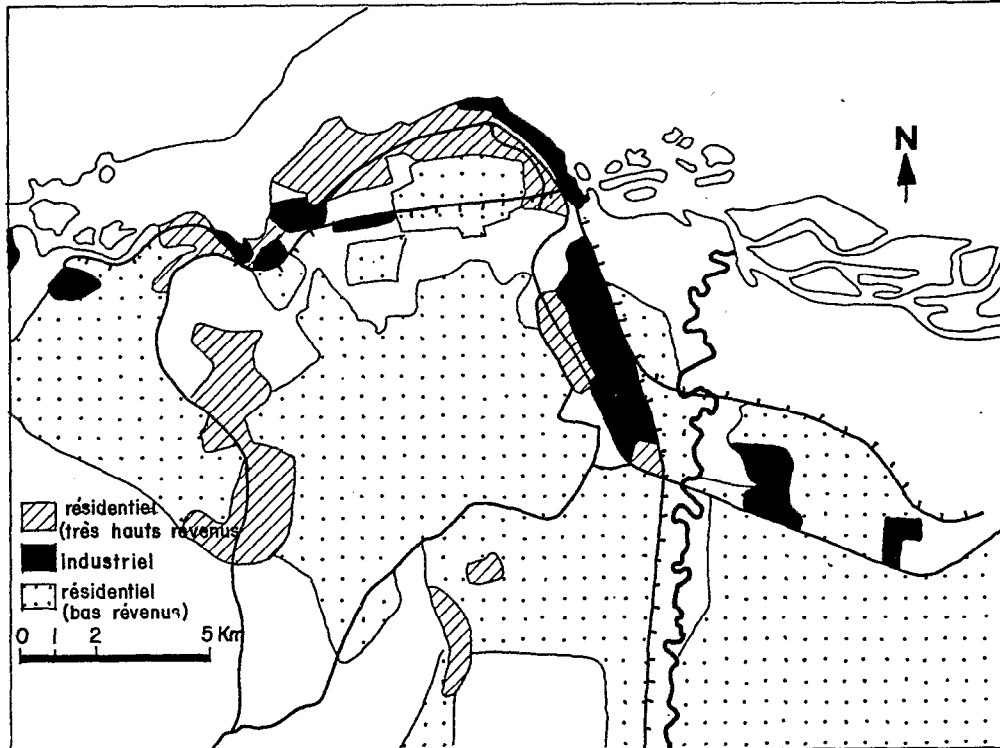 N
résidentiel
(très hauts révenus
Industriel
résidentiel
(bas révenus)
0 1 2 5 Km